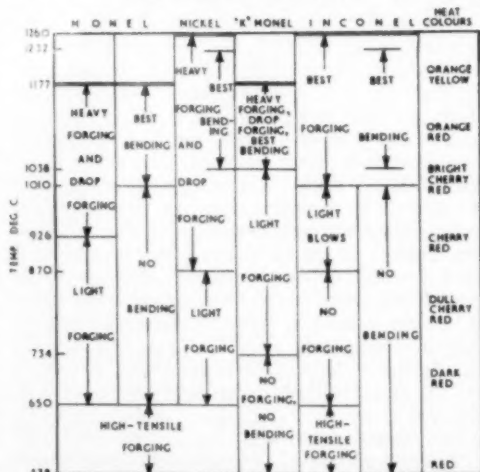 MONEL NICKEL "K" MONEL INCONEL HEAT COLOURS
TEMP. DEG C
1260
1232
1177
1038
1010
926
870
734
650
HEAVY
FORGING
AND
DROP
FORGING
LIGHT
FORGING
BEST
BENDING
NO
BENDING
HIGH-TENSILE
FORGING
HEAVY
FORGING
AND
DROP
FORGING
BEST
BEND-
ING
LIGHT
FORGING
HEAVY
FORGING,
DROP
FORGING,
BEST
BENDING
LIGHT
FORGING
NO
FORGING,
NO
BENDING
BEST
FORGING
LIGHT
BLOWS
NO
FORGING
HIGH-
TENSILE
FORGING
BEST
BENDING
NO
BENDING
ORANGE
YELLOW
ORANGE
RED
BRIGHT
CHERRY
RED
CHERRY
RED
DULL
CHERRY
RED
DARK
RED
RED